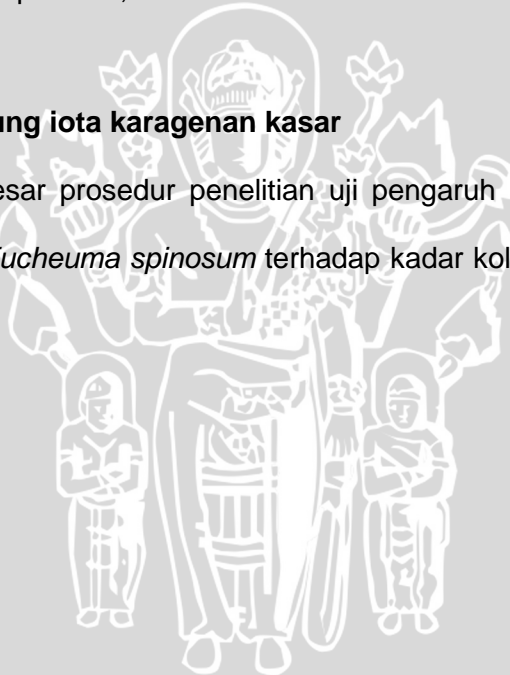 ung iota karagenan kasar
esar prosedur penelitian uji pengaruh
ucheuma spinosum terhadap kadar kol